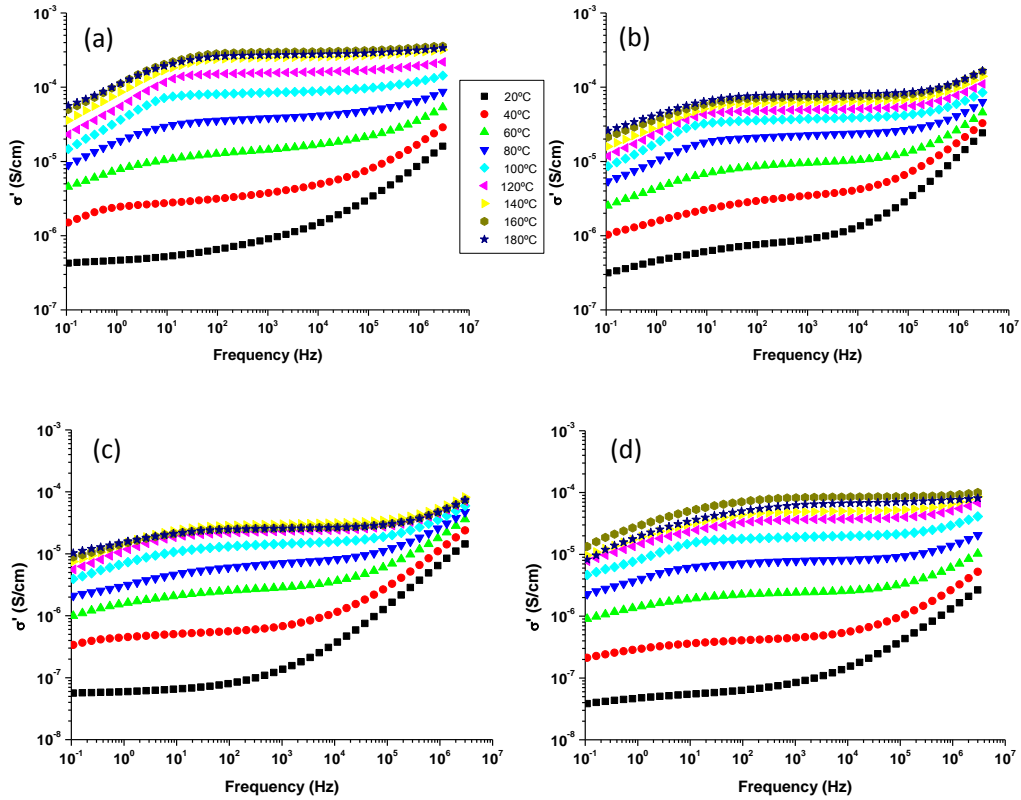 (a)
10⁻³
10⁻⁴
10⁻⁵
10⁻⁶
10⁻⁷
σ' (S/cm)
10⁻¹ 10⁰ 10¹ 10² 10³ 10⁴ 10⁵ 10⁶ 10⁷
Frequency (Hz)
20ºC
40ºC
60ºC
80ºC
100ºC
120ºC
140ºC
160ºC
180ºC
(b)
10⁻³
10⁻⁴
10⁻⁵
10⁻⁶
10⁻⁷
σ' (S/cm)
10⁻¹ 10⁰ 10¹ 10² 10³ 10⁴ 10⁵ 10⁶ 10⁷
Frequency (Hz)
(c)
10⁻³
10⁻⁴
10⁻⁵
10⁻⁶
10⁻⁷
10⁻⁸
σ' (S/cm)
10⁻¹ 10⁰ 10¹ 10² 10³ 10⁴ 10⁵ 10⁶ 10⁷
Frequency (Hz)
(d)
10⁻³
10⁻⁴
10⁻⁵
10⁻⁶
10⁻⁷
10⁻⁸
σ' (S/cm)
10⁻¹ 10⁰ 10¹ 10² 10³ 10⁴ 10⁵ 10⁶ 10⁷
Frequency (Hz)